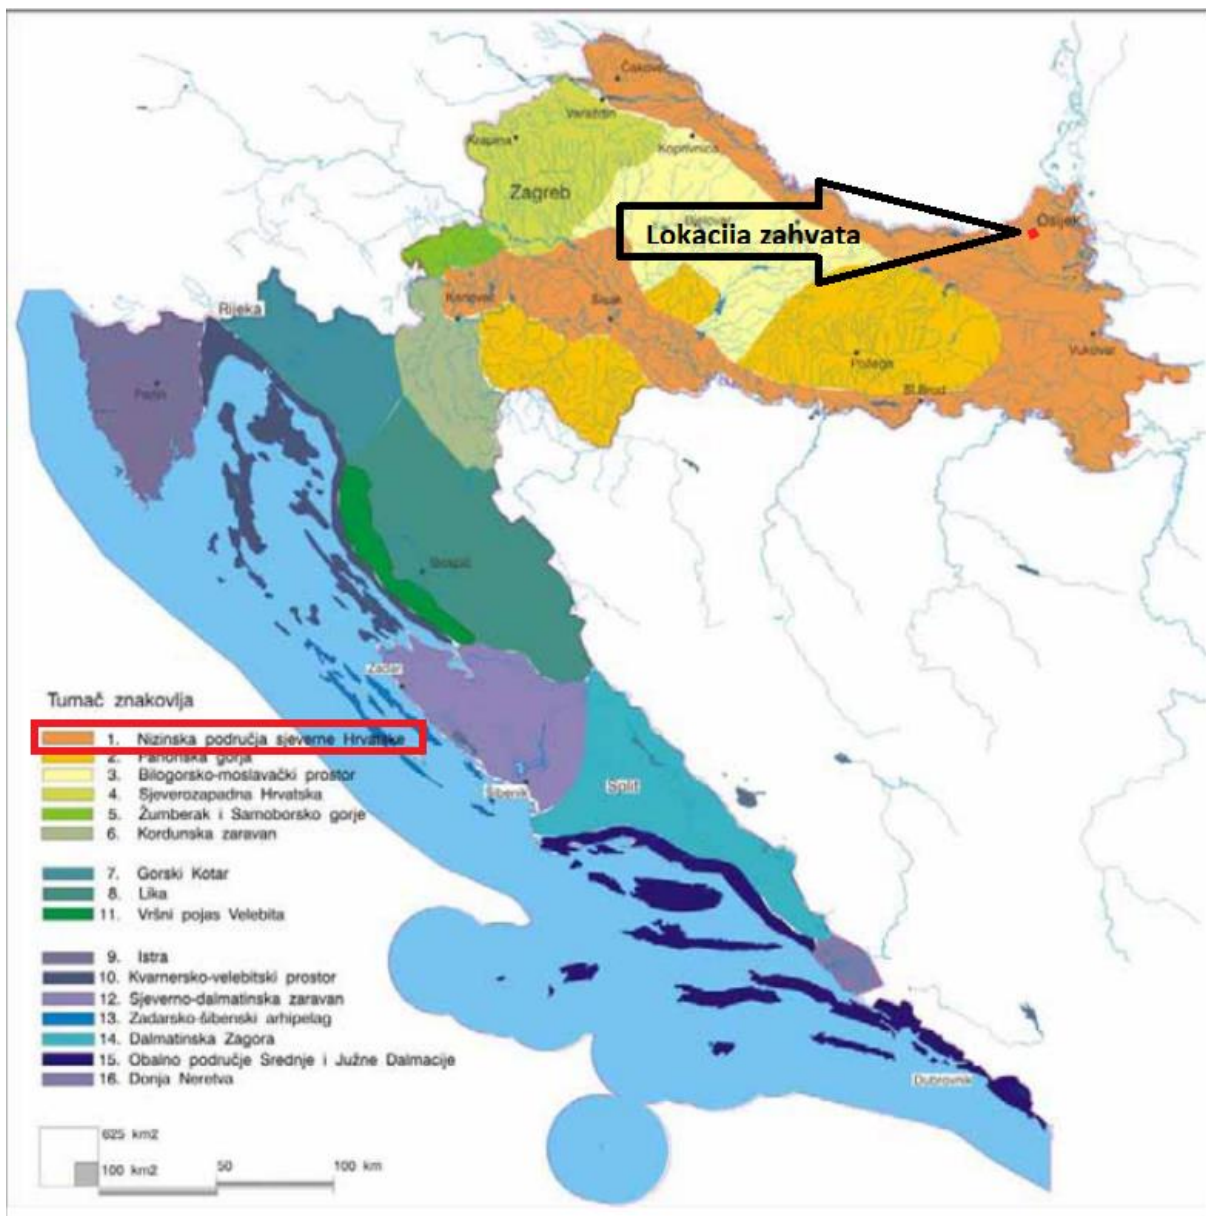 Čakovec
Varaždin
Krapina
Koprivnica
Zagreb
Osijek
Bjelovar
Lokacija zahvata
Rijeka
Karlovac
Sisak
Vukovar
Požega
Sl.Brod
Pazin
Gospić
Zadar
Tumač znakovlja
1. Nizinska područja sjeverne Hrvatske
2. Panonska gorja
3. Bilogorsko-moslavački prostor
4. Sjeverozapadna Hrvatska
5. Žumberak i Samoborsko gorje
6. Kordunska zaravan
Šibenik
Split
7. Gorski Kotar
8. Lika
11. Vršni pojas Velebita
9. Istra
10. Kvarnersko-velebitski prostor
12. Sjeverno-dalmatinska zaravan
13. Zadarsko-šibenski arhipelag
14. Dalmatinska Zagora
15. Obalno područje Srednje i Južne Dalmacije
16. Donja Neretva
Dubrovnik
625 km2
100 km2
50
100 km